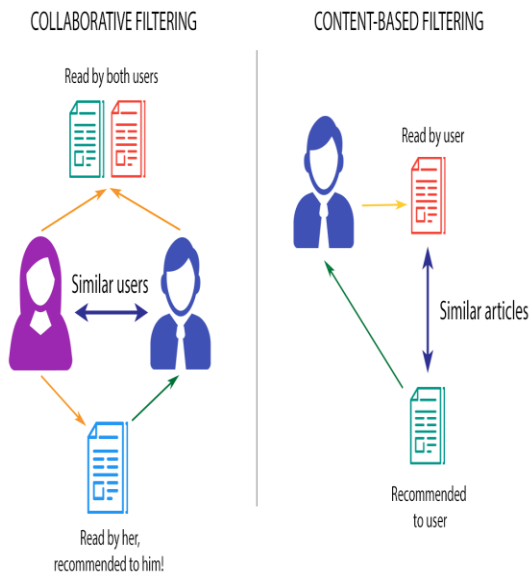 COLLABORATIVE FILTERING
Read by both users
Similar users
Read by her,
recommended to him!
CONTENT-BASED FILTERING
Read by user
Similar articles
Recommended
to user